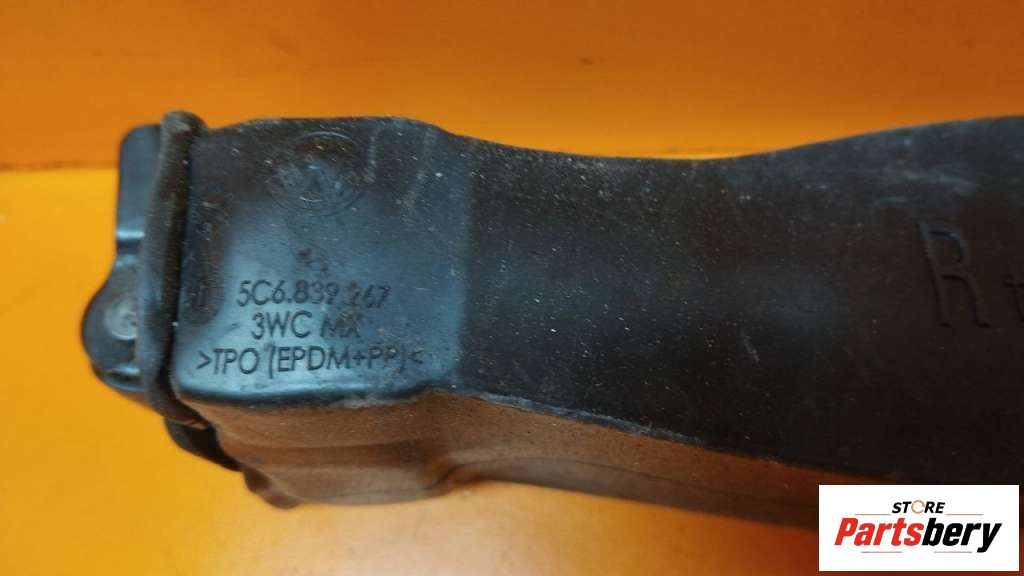 5C6.839.267
3WC MX
>TPO (EPDM+PP)<
R
STORE
Partsbery